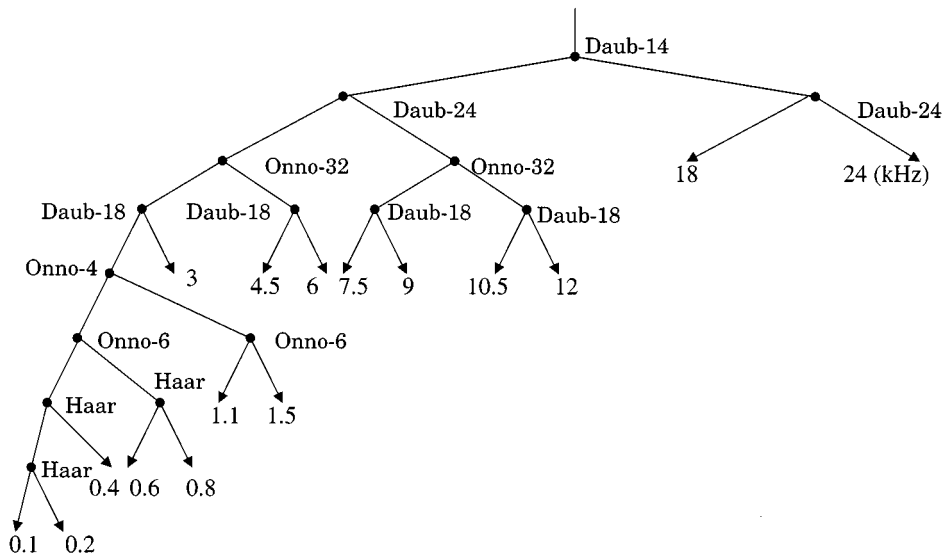 Daub-14
Daub-24 Daub-24
Onno-32 Onno-32 18 24 (kHz)
Daub-18 Daub-18 Daub-18 Daub-18
Onno-4 3 4.5 6 7.5 9 10.5 12
Onno-6 Onno-6
Haar
Haar 1.1 1.5
Haar 0.4 0.6 0.8
0.1 0.2